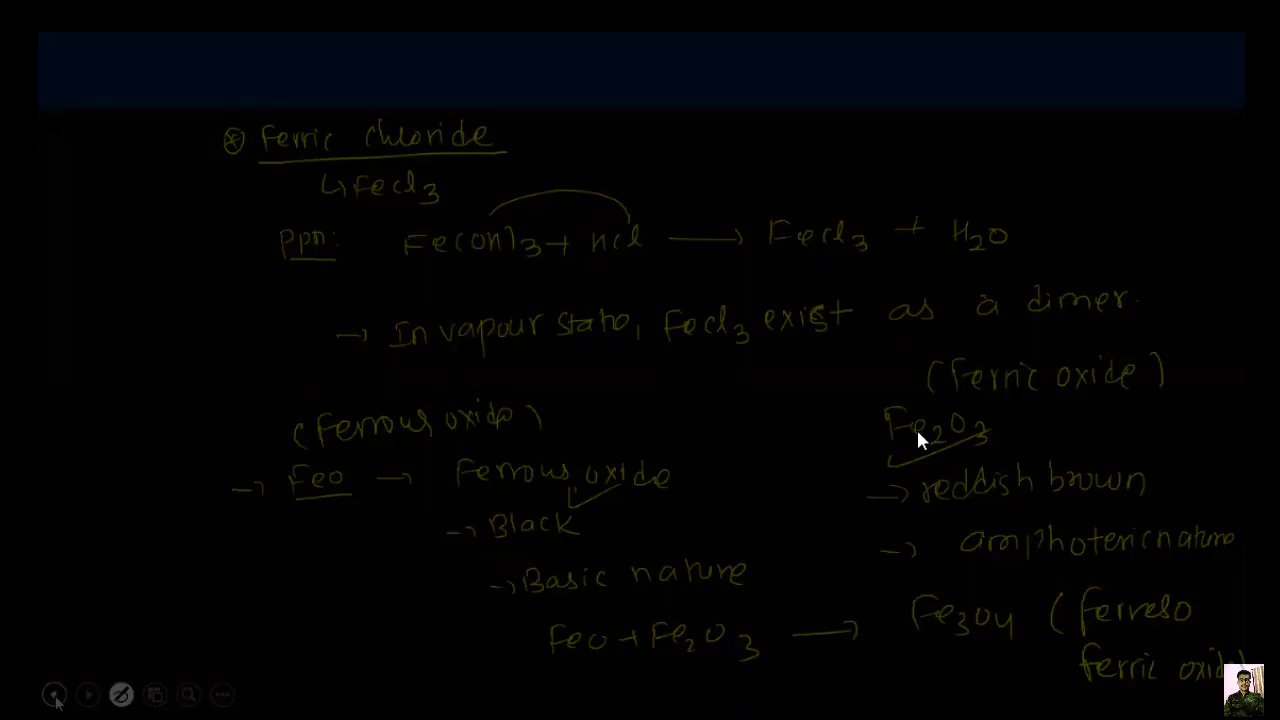 Ferric chloride
↳ FeCl3
ppn: Fe(OH)3 + HCl → FeCl3 + H2O
→ In vapour state, FeCl3 exist as a dimer.
(Ferric oxide)
(Ferrous oxide)
Fe2O3
→ FeO → Ferrous oxide
→ reddish brown
→ Black
→ amphoteric nature
→ Basic nature
FeO + Fe2O3 → Fe3O4 (Ferreso
ferric oxide)